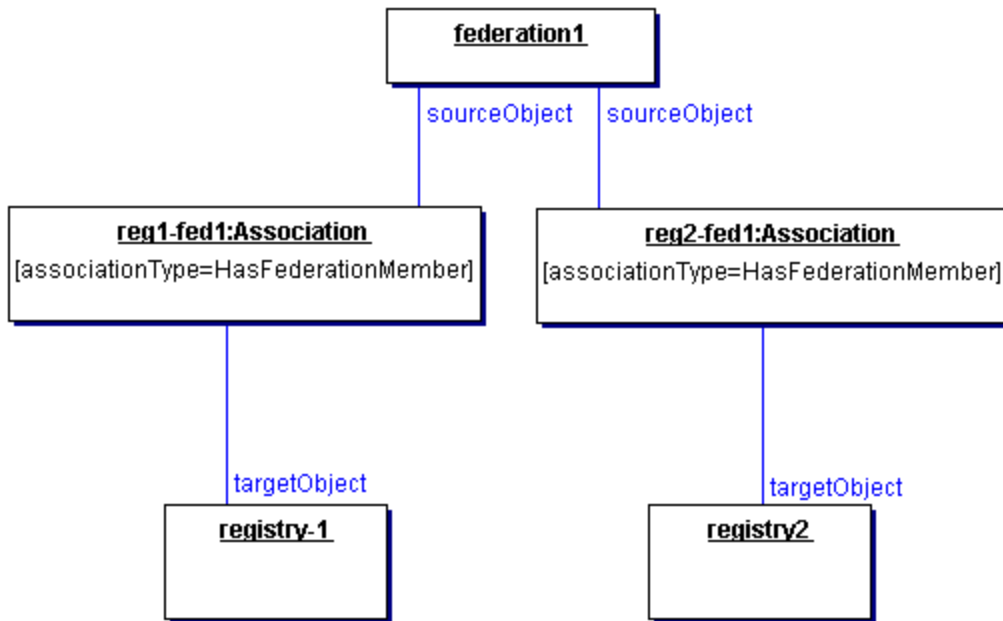 federation1
sourceObject
sourceObject
reg1-fed1:Association
[associationType=HasFederationMember]
reg2-fed1:Association
[associationType=HasFederationMember]
targetObject
targetObject
registry-1
registry2